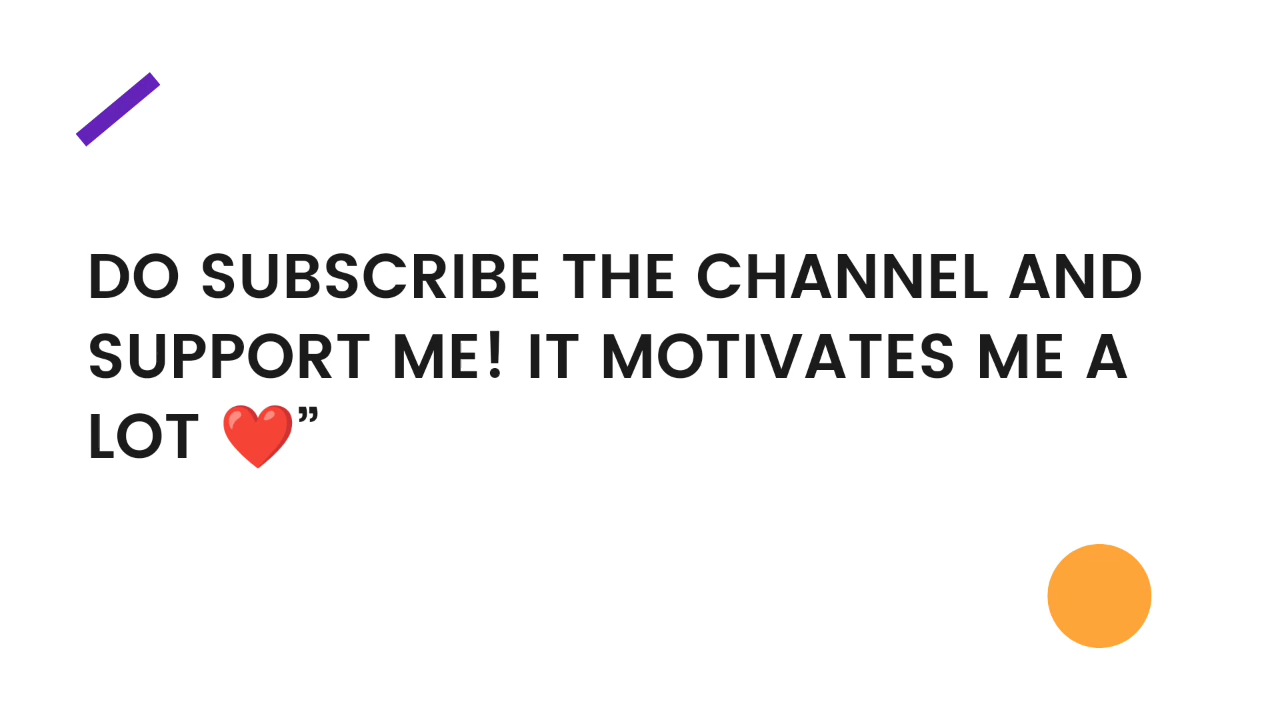 DO SUBSCRIBE THE CHANNEL AND
SUPPORT ME! IT MOTIVATES ME A
LOT ❤️”